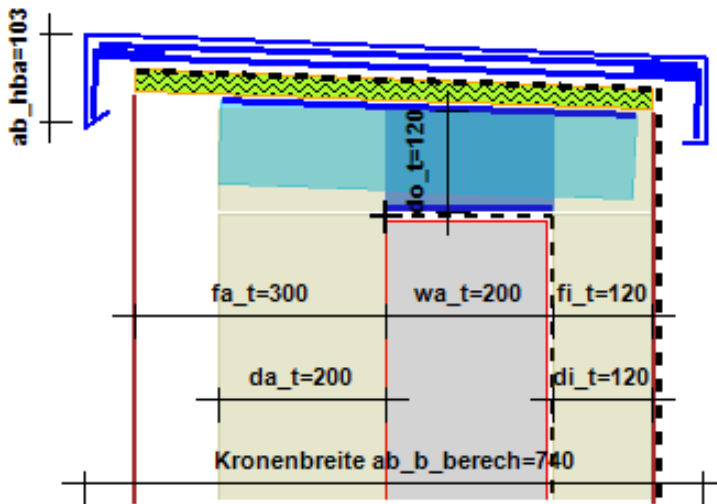 ab_hba=103
do_t=120
fa_t=300
wa_t=200
fi_t=120
da_t=200
di_t=120
Kronenbreite ab_b_berech=740